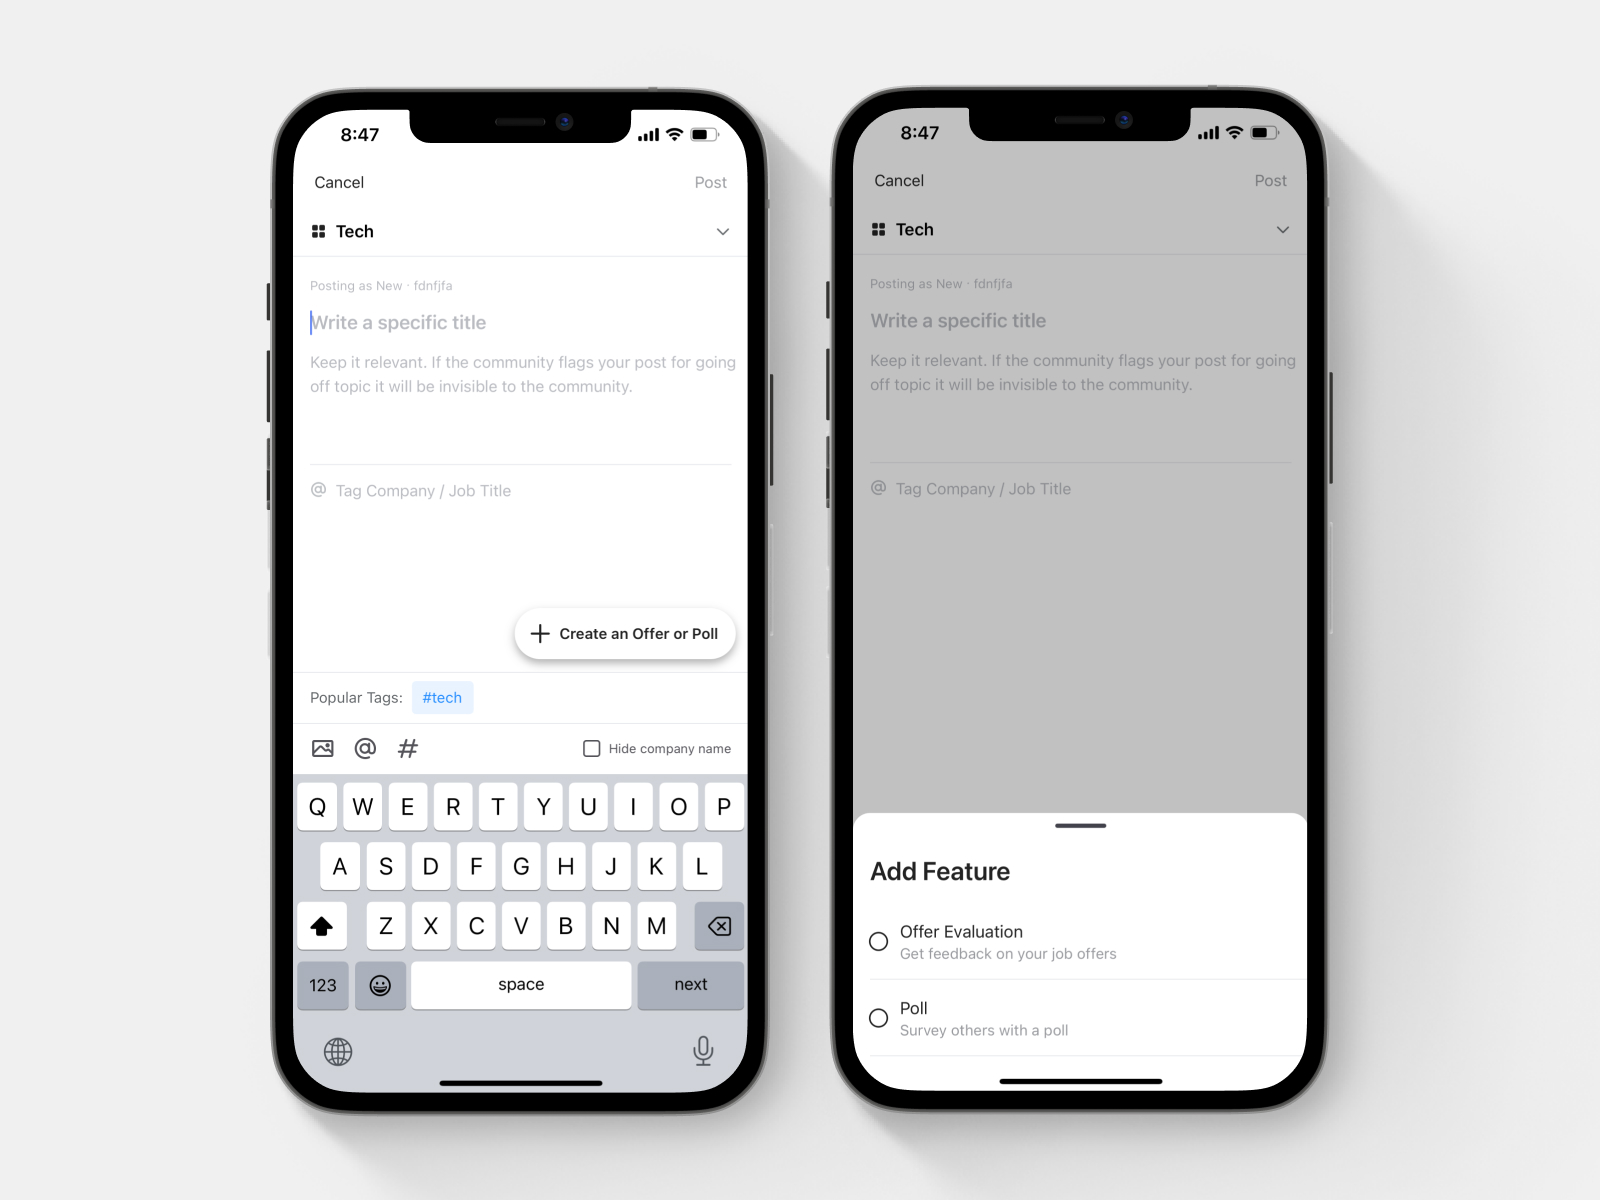 8:47
Cancel
Post
Tech
Posting as New · fdnfjfa
Write a specific title
Keep it relevant. If the community flags your post for going
off topic it will be invisible to the community.
@ Tag Company / Job Title
+ Create an Offer or Poll
Popular Tags: #tech
@ # Hide company name
Q W E R T Y U I O P
A S D F G H J K L
Z X C V B N M
123 space next
8:47
Cancel
Post
Tech
Posting as New · fdnfjfa
Write a specific title
Keep it relevant. If the community flags your post for going
off topic it will be invisible to the community.
@ Tag Company / Job Title
Add Feature
Offer Evaluation
Get feedback on your job offers
Poll
Survey others with a poll